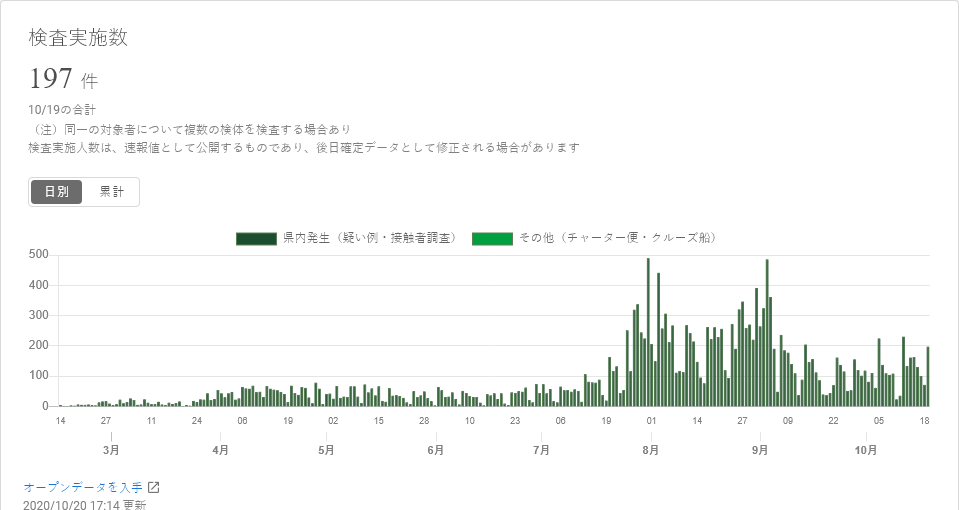 検査実施数
197 件
10/19の合計
（注）同一の対象者について複数の検体を検査する場合あり
検査実施人数は、速報値として公開するものであり、後日確定データとして修正される場合があります
日別 累計
県内発生（疑い例・接触者調査） その他（チャーター便・クルーズ船）
500
400
300
200
100
0
14 27 11 24 06 19 02 15 28 10 23 06 19 01 14 27 09 22 05 18
3月 4月 5月 6月 7月 8月 9月 10月
オープンデータを入手
2020/10/20 17:14 更新